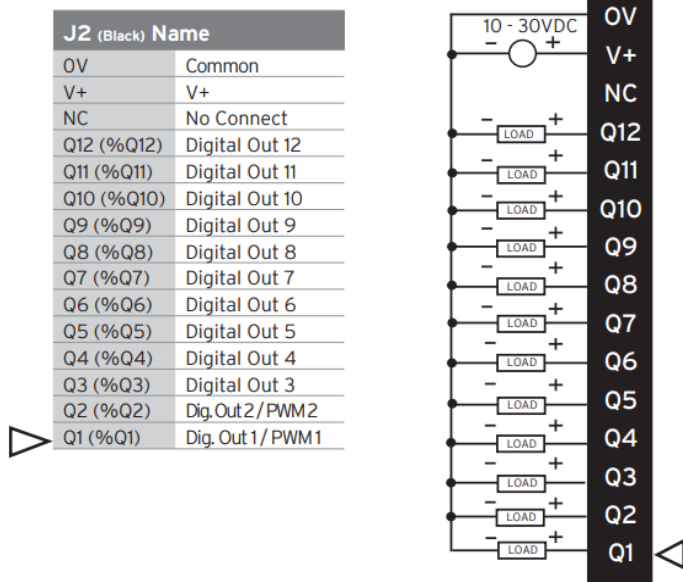 J2 (Black) Name
0V Common
V+ V+
NC No Connect
Q12 (%Q12) Digital Out 12
Q11 (%Q11) Digital Out 11
Q10 (%Q10) Digital Out 10
Q9 (%Q9) Digital Out 9
Q8 (%Q8) Digital Out 8
Q7 (%Q7) Digital Out 7
Q6 (%Q6) Digital Out 6
Q5 (%Q5) Digital Out 5
Q4 (%Q4) Digital Out 4
Q3 (%Q3) Digital Out 3
Q2 (%Q2) Dig. Out 2 / PWM 2
Q1 (%Q1) Dig. Out 1 / PWM 1
0V
10 - 30VDC
- + V+
NC
- LOAD + Q12
- LOAD + Q11
- LOAD + Q10
- LOAD + Q9
- LOAD + Q8
- LOAD + Q7
- LOAD + Q6
- LOAD + Q5
- LOAD + Q4
- LOAD + Q3
- LOAD + Q2
- LOAD + Q1